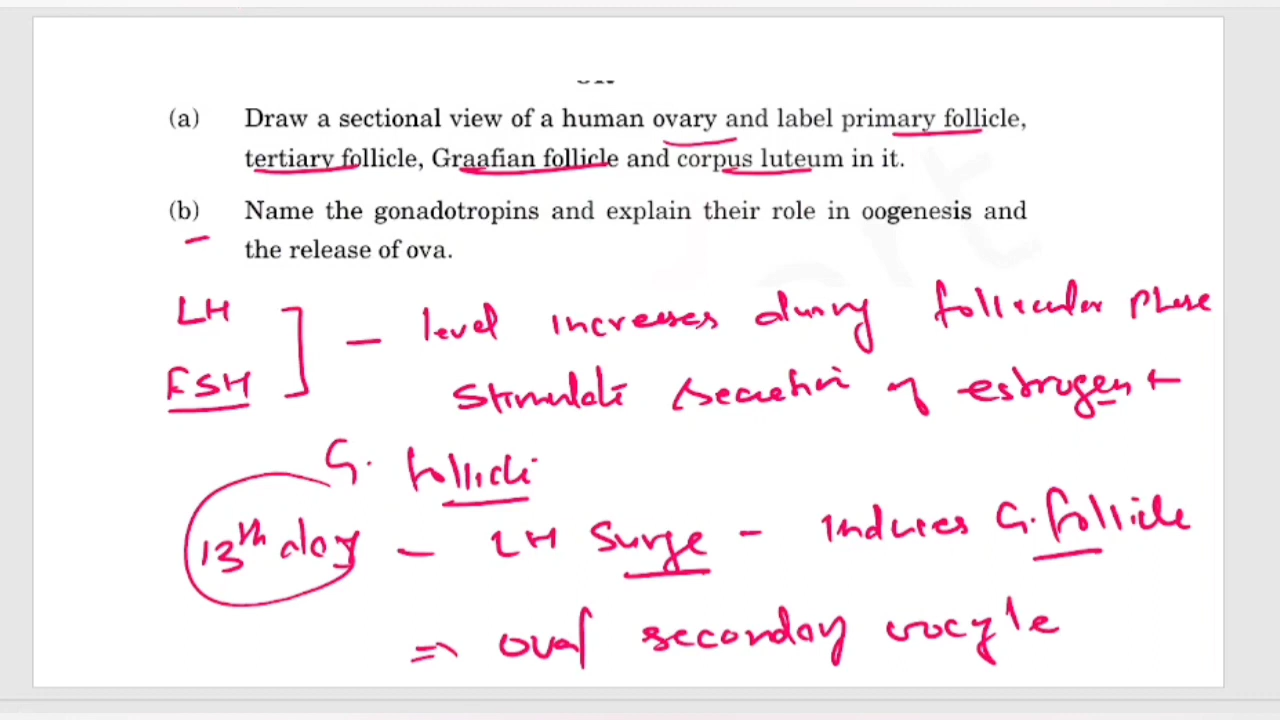 (a) Draw a sectional view of a human ovary and label primary follicle,
tertiary follicle, Graafian follicle and corpus luteum in it.
(b) Name the gonadotropins and explain their role in oogenesis and
the release of ova.
LH
FSH
- level increases during follicular phase
stimulate secretion of estrogen +
G. follicle
13th day - LH surge - induces G. follicle
⇒ secondary oocyte